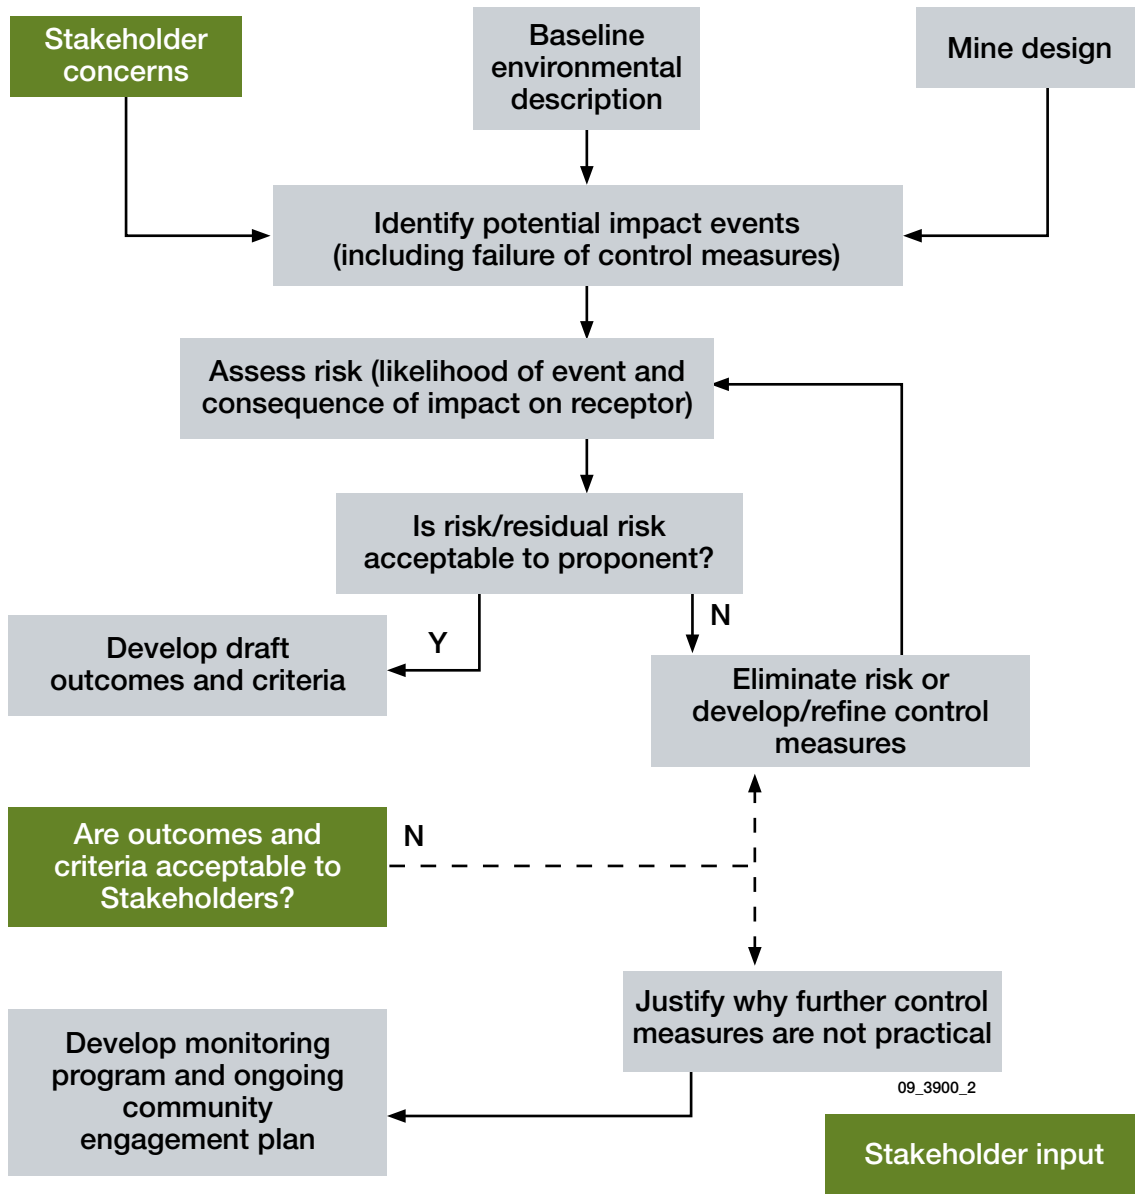 Stakeholder
concerns
Baseline
environmental
description
Mine design
Identify potential impact events
(including failure of control measures)
Assess risk (likelihood of event and
consequence of impact on receptor)
Is risk/residual risk
acceptable to proponent?
Y
N
Develop draft
outcomes and criteria
Eliminate risk or
develop/refine control
measures
Are outcomes and
criteria acceptable to
Stakeholders?
N
Justify why further control
measures are not practical
Develop monitoring
program and ongoing
community
engagement plan
09_3900_2
Stakeholder input